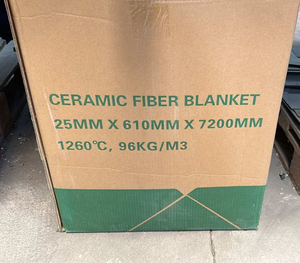 CERAMIC FIBER BLANKET
25MM X 610MM X 7200MM
1260℃, 96KG/M3